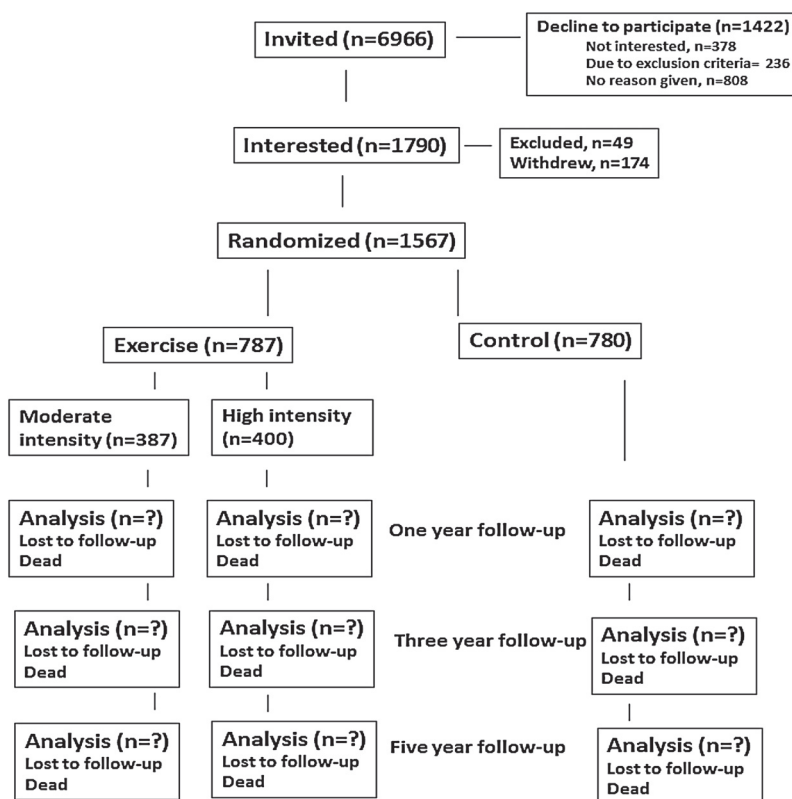 Invited (n=6966)
Decline to participate (n=1422)
Not interested, n=378
Due to exclusion criteria= 236
No reason given, n=808
Interested (n=1790)
Excluded, n=49
Withdrew, n=174
Randomized (n=1567)
Exercise (n=787)
Control (n=780)
Moderate
intensity (n=387)
High intensity
(n=400)
Analysis (n=?)
Lost to follow-up
Dead
Analysis (n=?)
Lost to follow-up
Dead
One year follow-up
Analysis (n=?)
Lost to follow-up
Dead
Analysis (n=?)
Lost to follow-up
Dead
Analysis (n=?)
Lost to follow-up
Dead
Three year follow-up
Analysis (n=?)
Lost to follow-up
Dead
Analysis (n=?)
Lost to follow-up
Dead
Analysis (n=?)
Lost to follow-up
Dead
Five year follow-up
Analysis (n=?)
Lost to follow-up
Dead